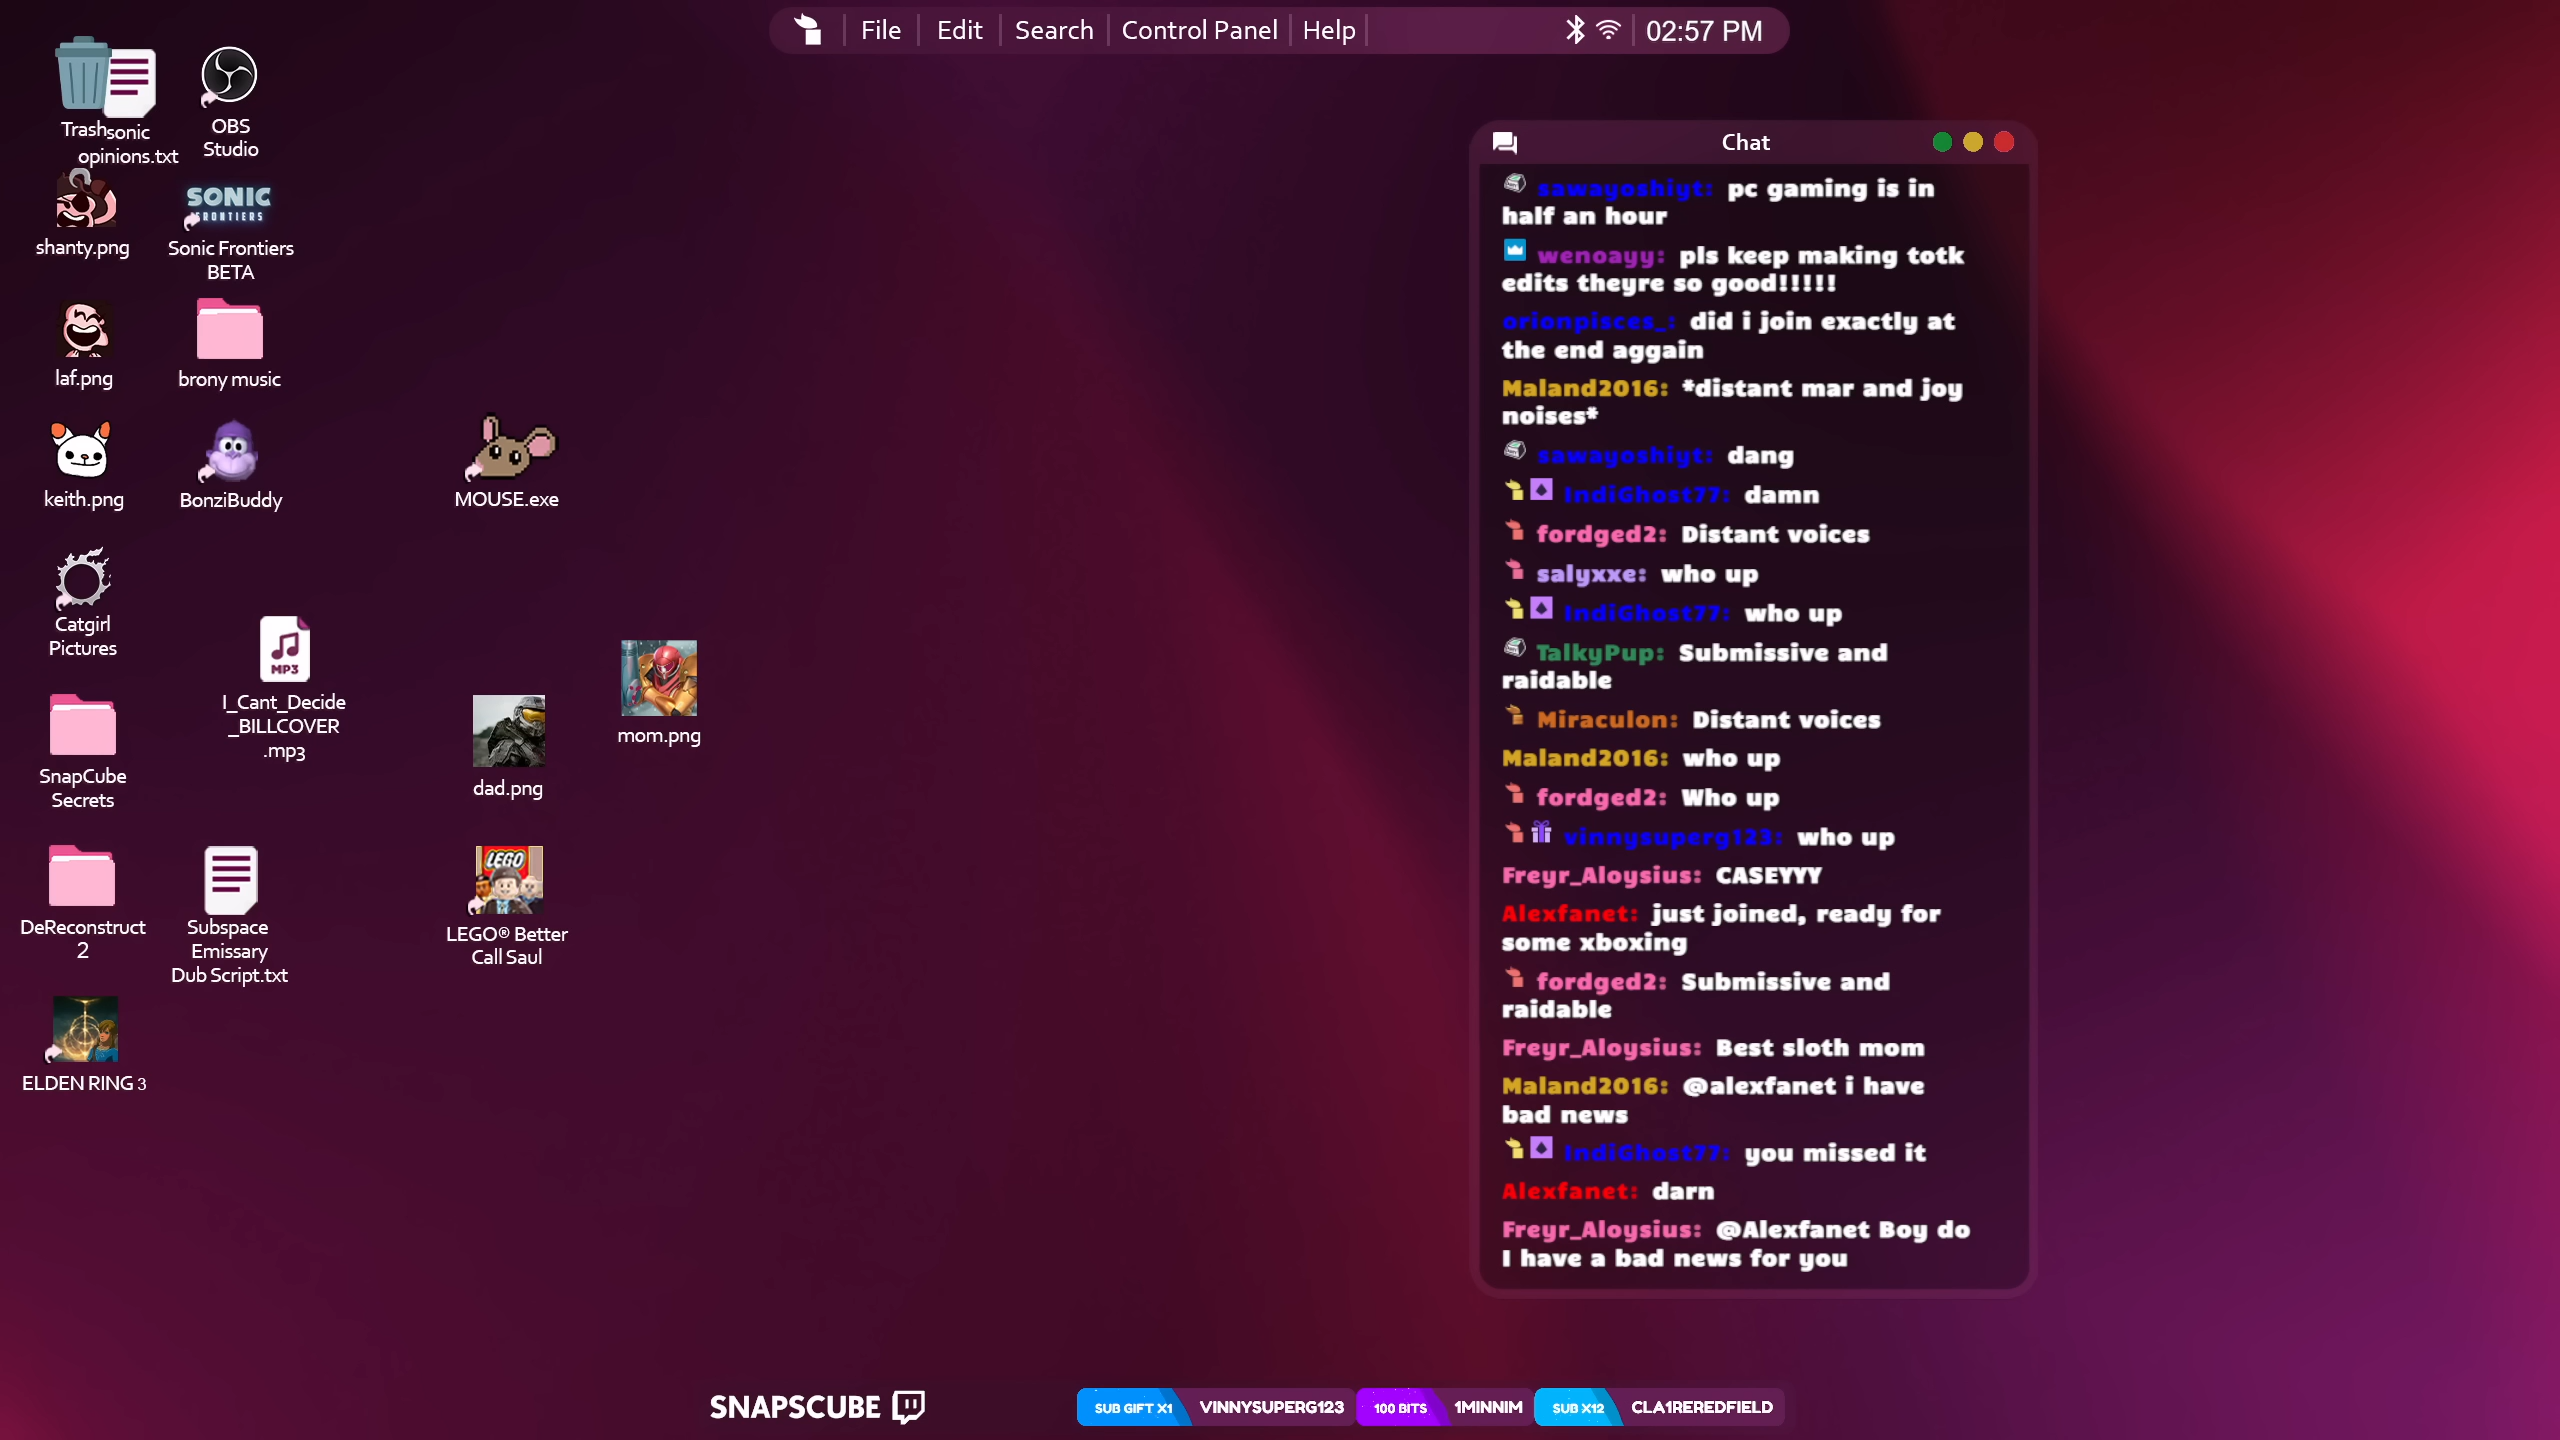 File Edit Search Control Panel Help 02:57 PM
Trash
sonic
opinions.txt
OBS
Studio
shanty.png
SONIC
FRONTIERS
Sonic Frontiers
BETA
laf.png
brony music
keith.png
BonziBuddy
MOUSE.exe
Catgirl
Pictures
MP3
I_Cant_Decide
_BILLCOVER
.mp3
mom.png
dad.png
SnapCube
Secrets
DeReconstruct
2
Subspace
Emissary
Dub Script.txt
LEGO
LEGO® Better
Call Saul
ELDEN RING 3
Chat
sawayoshiyt: pc gaming is in
half an hour
wenoayy: pls keep making totk
edits theyre so good!!!!!
orionpisces_: did i join exactly at
the end aggain
Maland2016: *distant mar and joy
noises*
sawayoshiyt: dang
IndiGhost77: damn
fordged2: Distant voices
salyxxe: who up
IndiGhost77: who up
TalkyPup: Submissive and
raidable
Miraculon: Distant voices
Maland2016: who up
fordged2: Who up
vinnysuperg123: who up
Freyr_Aloysius: CASEYYY
Alexfanet: just joined, ready for
some xboxing
fordged2: Submissive and
raidable
Freyr_Aloysius: Best sloth mom
Maland2016: @alexfanet i have
bad news
IndiGhost77: you missed it
Alexfanet: darn
Freyr_Aloysius: @Alexfanet Boy do
I have a bad news for you
SNAPSCUBE
SUB GIFT X1 VINNYSUPERG123 100 BITS 1MINNIM SUB X12 CLA1REREDFIELD